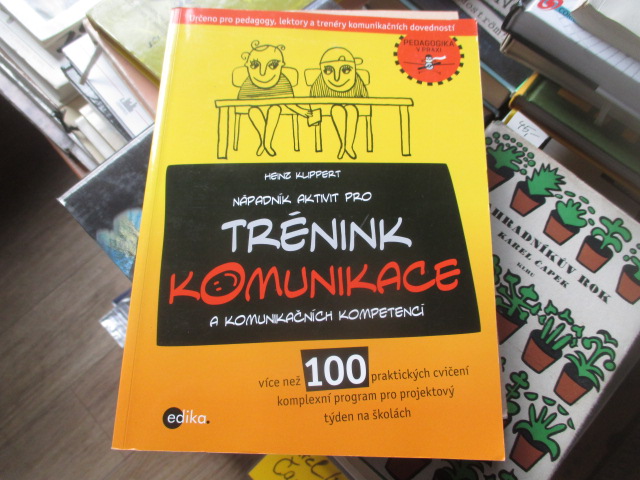 Určeno pro pedagogy, lektory a trenéry komunikačních dovedností
PEDAGOGIKA
V PRAXI
HEINZ KLIPPERT
NÁPADNÍK AKTIVIT PRO
TRÉNINK
KOMUNIKACE
A KOMUNIKAČNÍCH KOMPETENCÍ
více než 100 praktických cvičení
komplexní program pro projektový
týden na školách
edika.
ZAHRADNÍKŮV ROK
KAREL ČAPEK
95,-